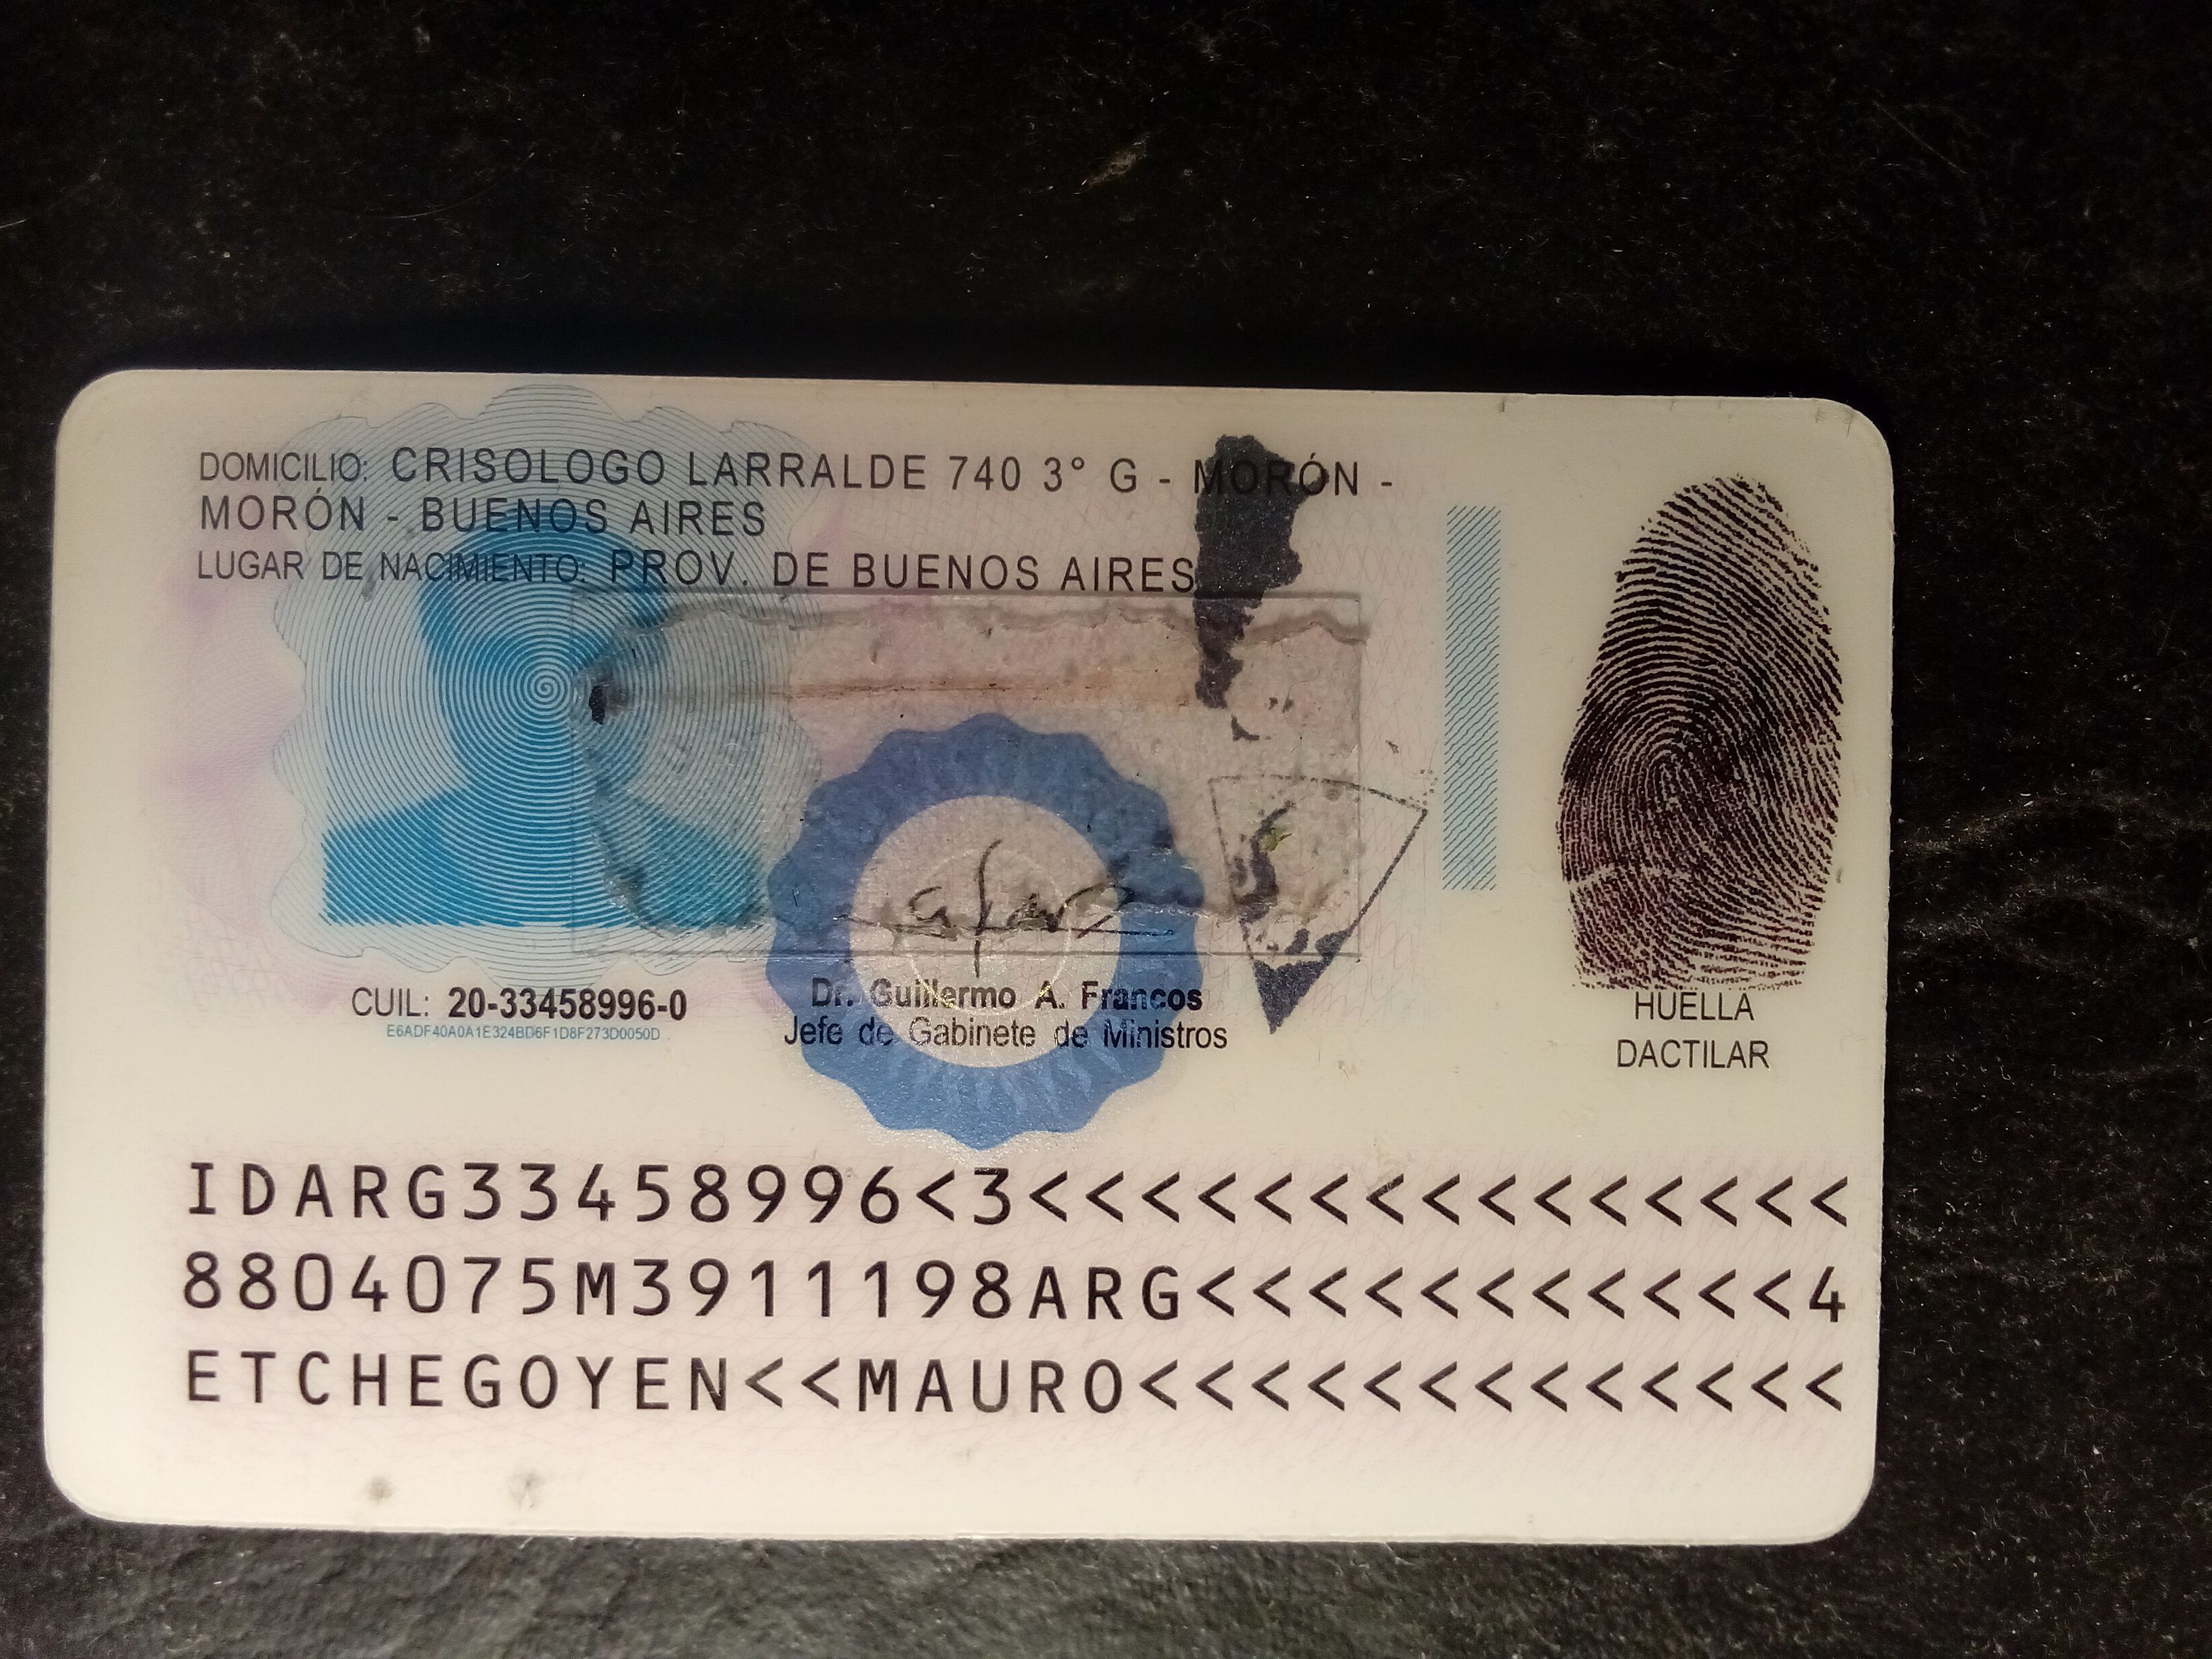 DOMICILIO: CRISOLOGO LARRALDE 740 3° G - MORÓN -
MORÓN - BUENOS AIRES
LUGAR DE NACIMIENTO: PROV. DE BUENOS AIRES
CUIL: 20-33458996-0
E6ADF40A0A1E324BD6F1D8F273D0050D
Dr. Guillermo A. Francos
Jefe de Gabinete de Ministros
HUELLA
DACTILAR
IDARG33458996<3<<<<<<<<<<<<<<<
8804075M3911198ARG<<<<<<<<<<<4
ETCHEGOYEN<<MAURO<<<<<<<<<<<<<